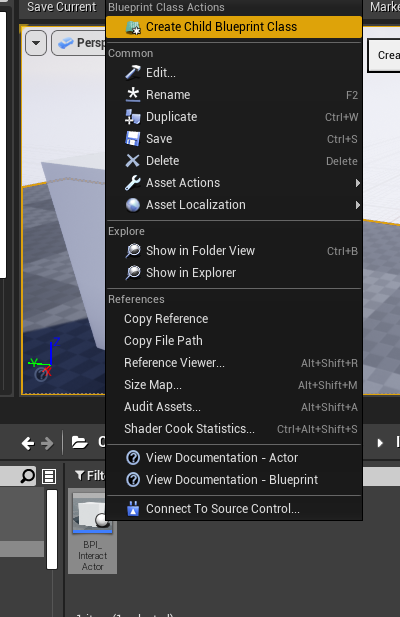 Save Current
Blueprint Class Actions
Marke
Create Child Blueprint Class
Persp
Crea
Common
Edit...
Rename F2
Duplicate Ctrl+W
Save Ctrl+S
Delete Delete
Asset Actions
Asset Localization
Explore
Show in Folder View Ctrl+B
Show in Explorer
References
Copy Reference
Copy File Path
Reference Viewer... Alt+Shift+R
Size Map... Alt+Shift+M
Audit Assets... Alt+Shift+A
Shader Cook Statistics... Ctrl+Alt+Shift+S
View Documentation - Actor
View Documentation - Blueprint
Connect To Source Control...
Filte
BPI_
Interact
Actor